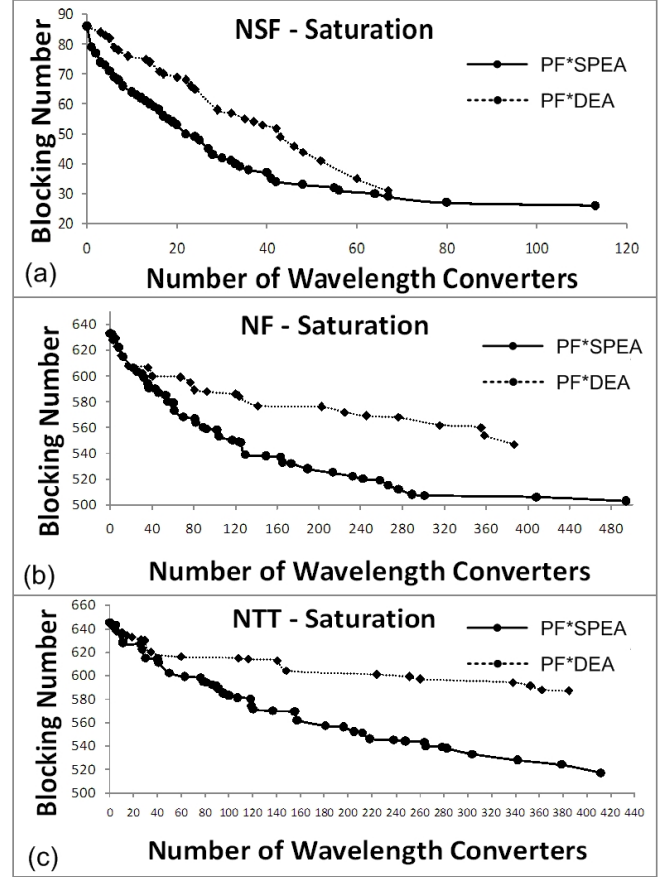 NSF - Saturation
Blocking Number
90
80
70
60
50
40
30
20
PF*SPEA
PF*DEA
0 20 40 60 80 100 120
(a)
Number of Wavelength Converters
NF - Saturation
Blocking Number
640
620
600
580
560
540
520
500
PF*SPEA
PF*DEA
0 40 80 120 160 200 240 280 320 360 400 440 480
(b)
Number of Wavelength Converters
NTT - Saturation
Blocking Number
660
640
620
600
580
560
540
520
500
PF*SPEA
PF*DEA
0 20 40 60 80 100 120 140 160 180 200 220 240 260 280 300 320 340 360 380 400 420 440
(c)
Number of Wavelength Converters